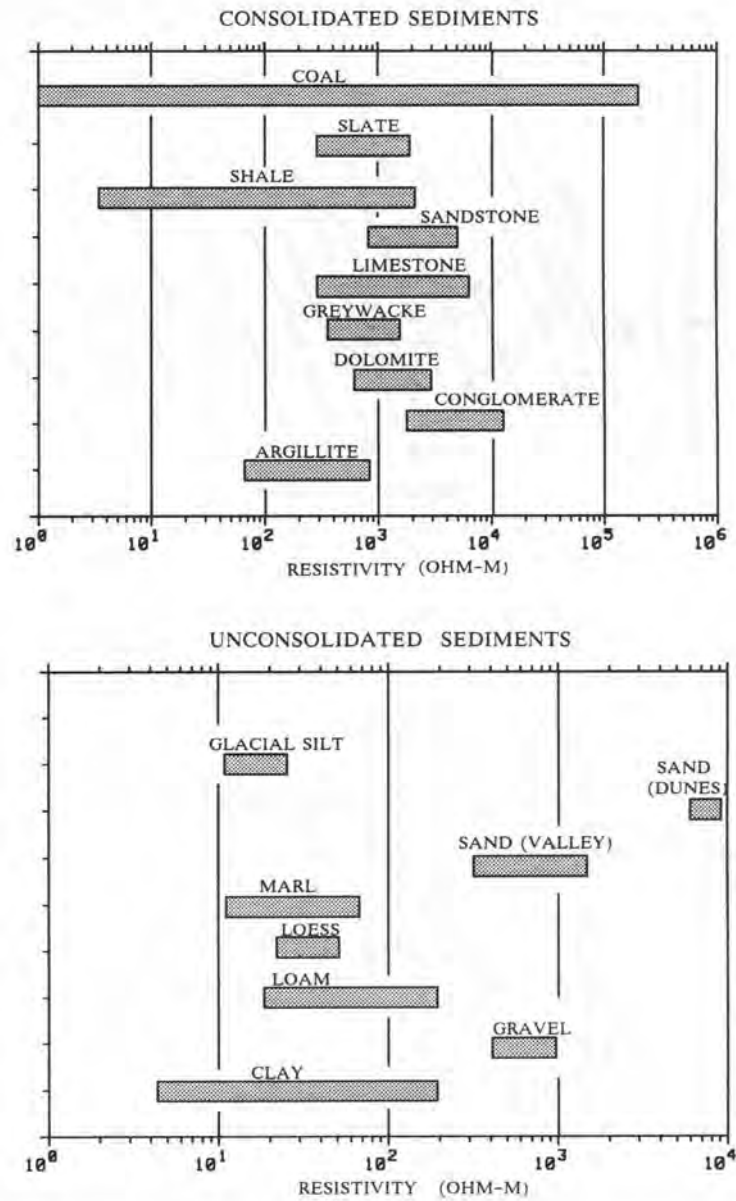 CONSOLIDATED SEDIMENTS
COAL
SLATE
SHALE
SANDSTONE
LIMESTONE
GREYWACKE
DOLOMITE
CONGLOMERATE
ARGILLITE
10⁰ 10¹ 10² 10³ 10⁴ 10⁵ 10⁶
RESISTIVITY (OHM-M)
UNCONSOLIDATED SEDIMENTS
GLACIAL SILT
SAND
(DUNES)
SAND (VALLEY)
MARL
LOESS
LOAM
GRAVEL
CLAY
10⁰ 10¹ 10² 10³ 10⁴
RESISTIVITY (OHM-M)